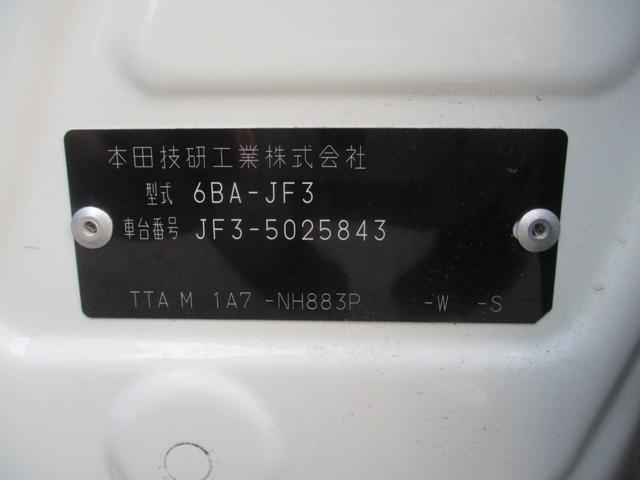 本田技研工業株式会社
型式 6BA-JF3
車台番号 JF3-5025843
TTA M 1A7 -NH883P -W -S